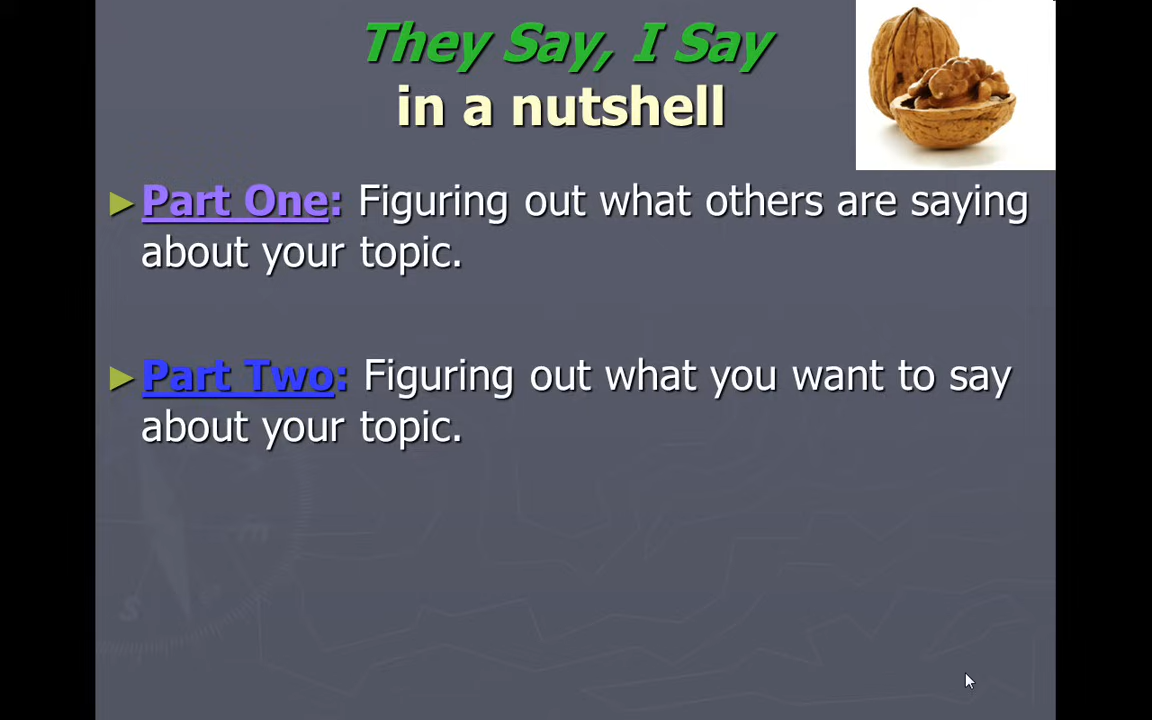 They Say, I Say
in a nutshell
► Part One: Figuring out what others are saying
about your topic.
► Part Two: Figuring out what you want to say
about your topic.